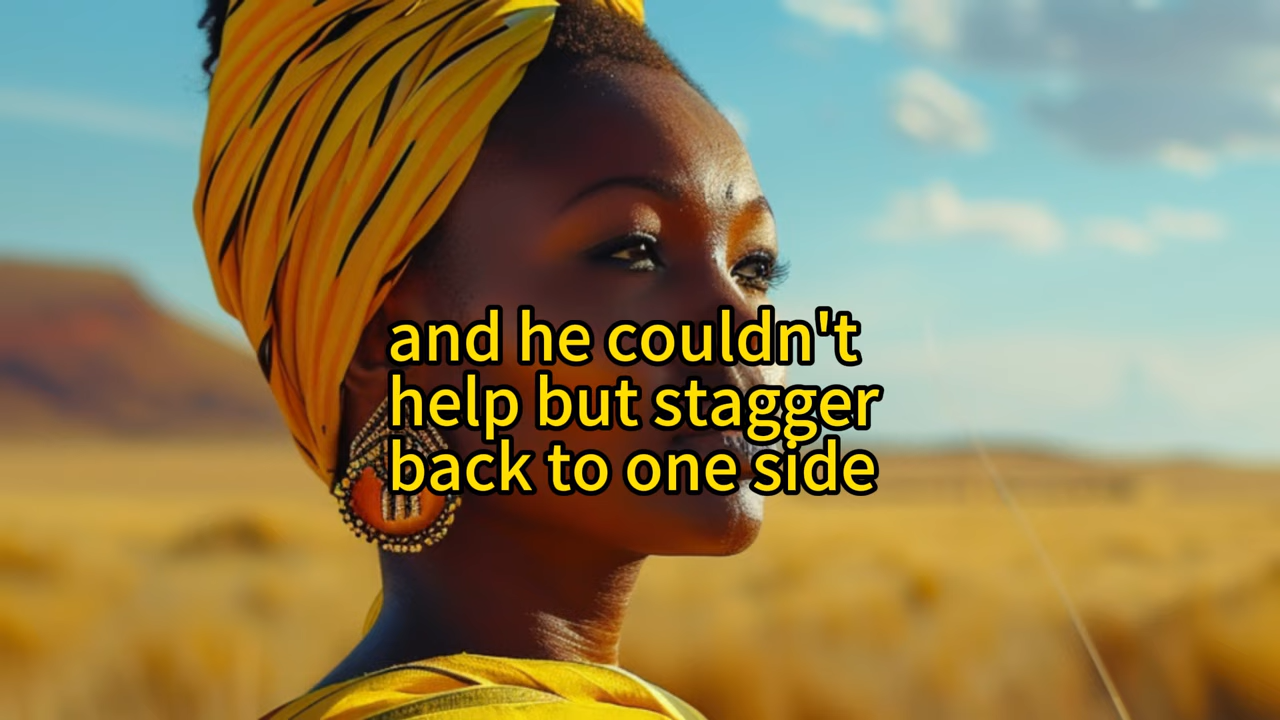 and he couldn't
help but stagger
back to one side